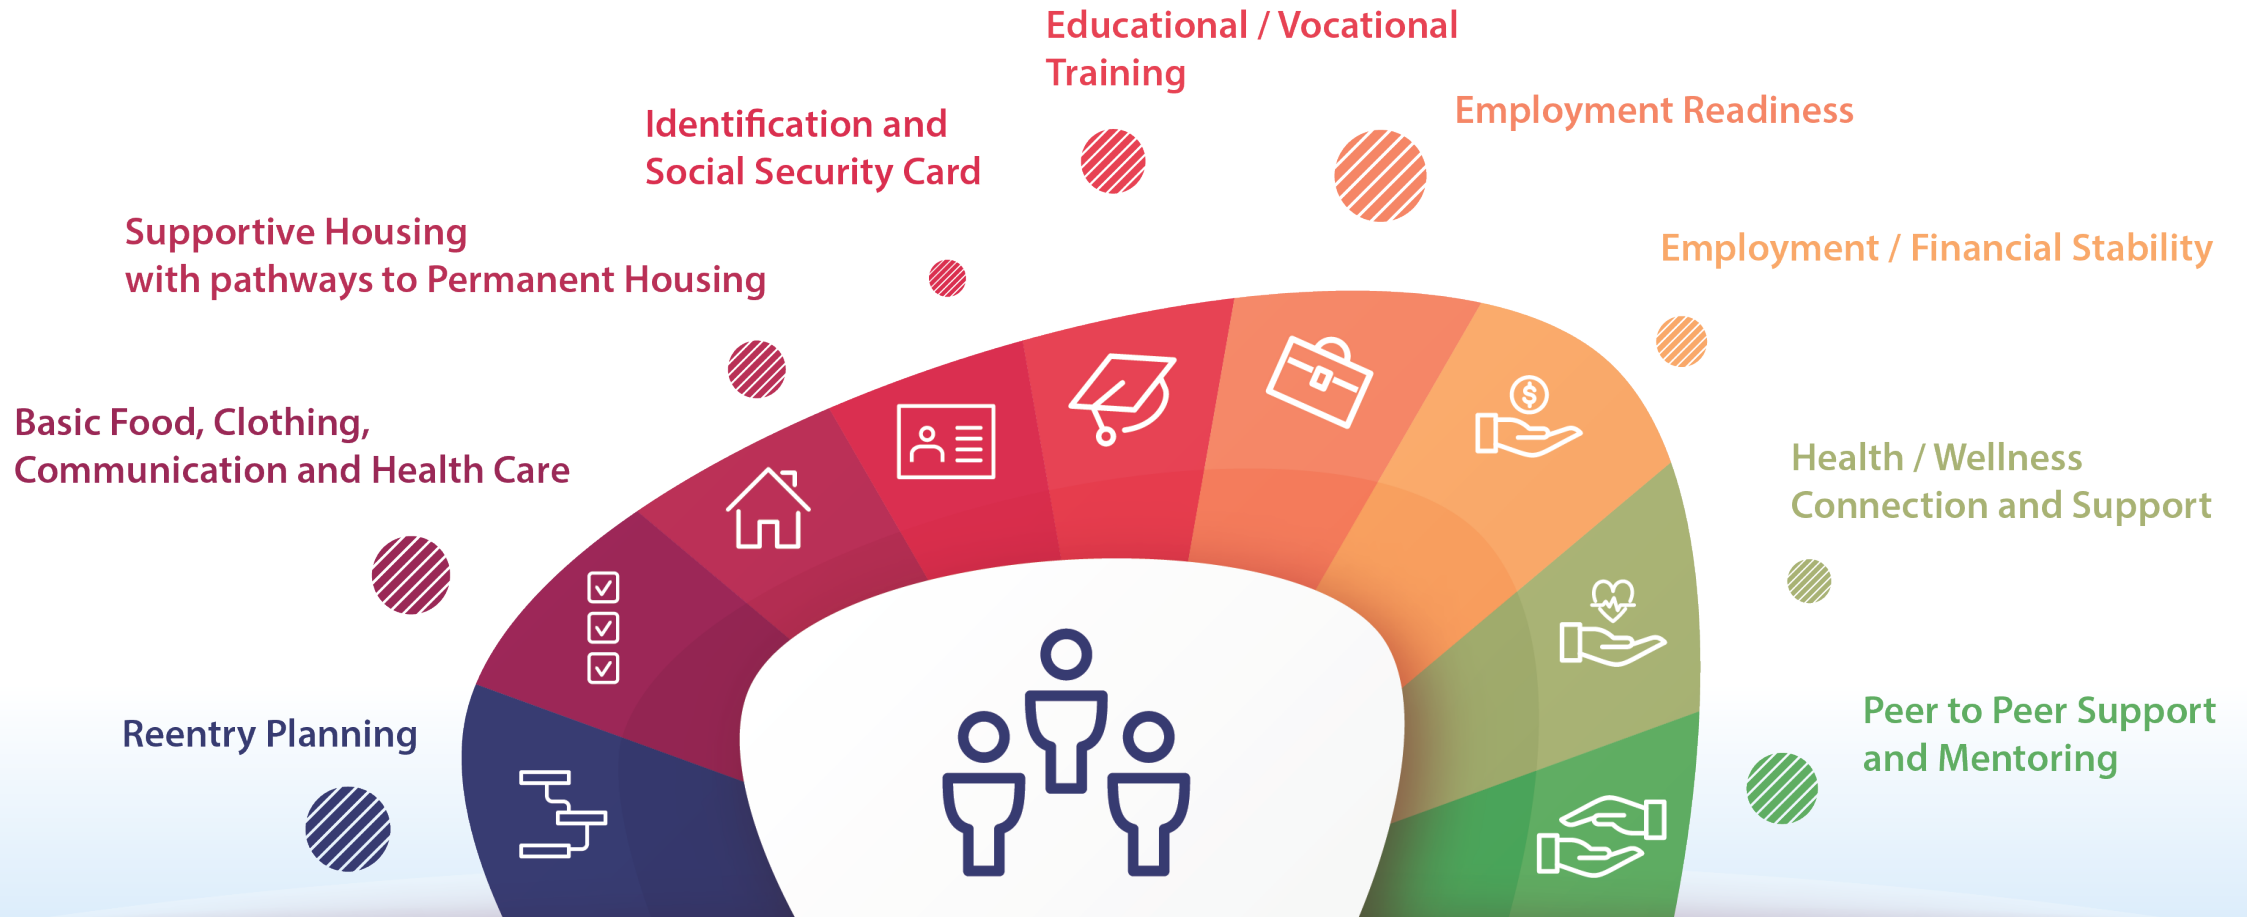 Educational / Vocational
Training
Employment Readiness
Identification and
Social Security Card
Supportive Housing
with pathways to Permanent Housing
Employment / Financial Stability
Basic Food, Clothing,
Communication and Health Care
$
Health / Wellness
Connection and Support
Reentry Planning
Peer to Peer Support
and Mentoring